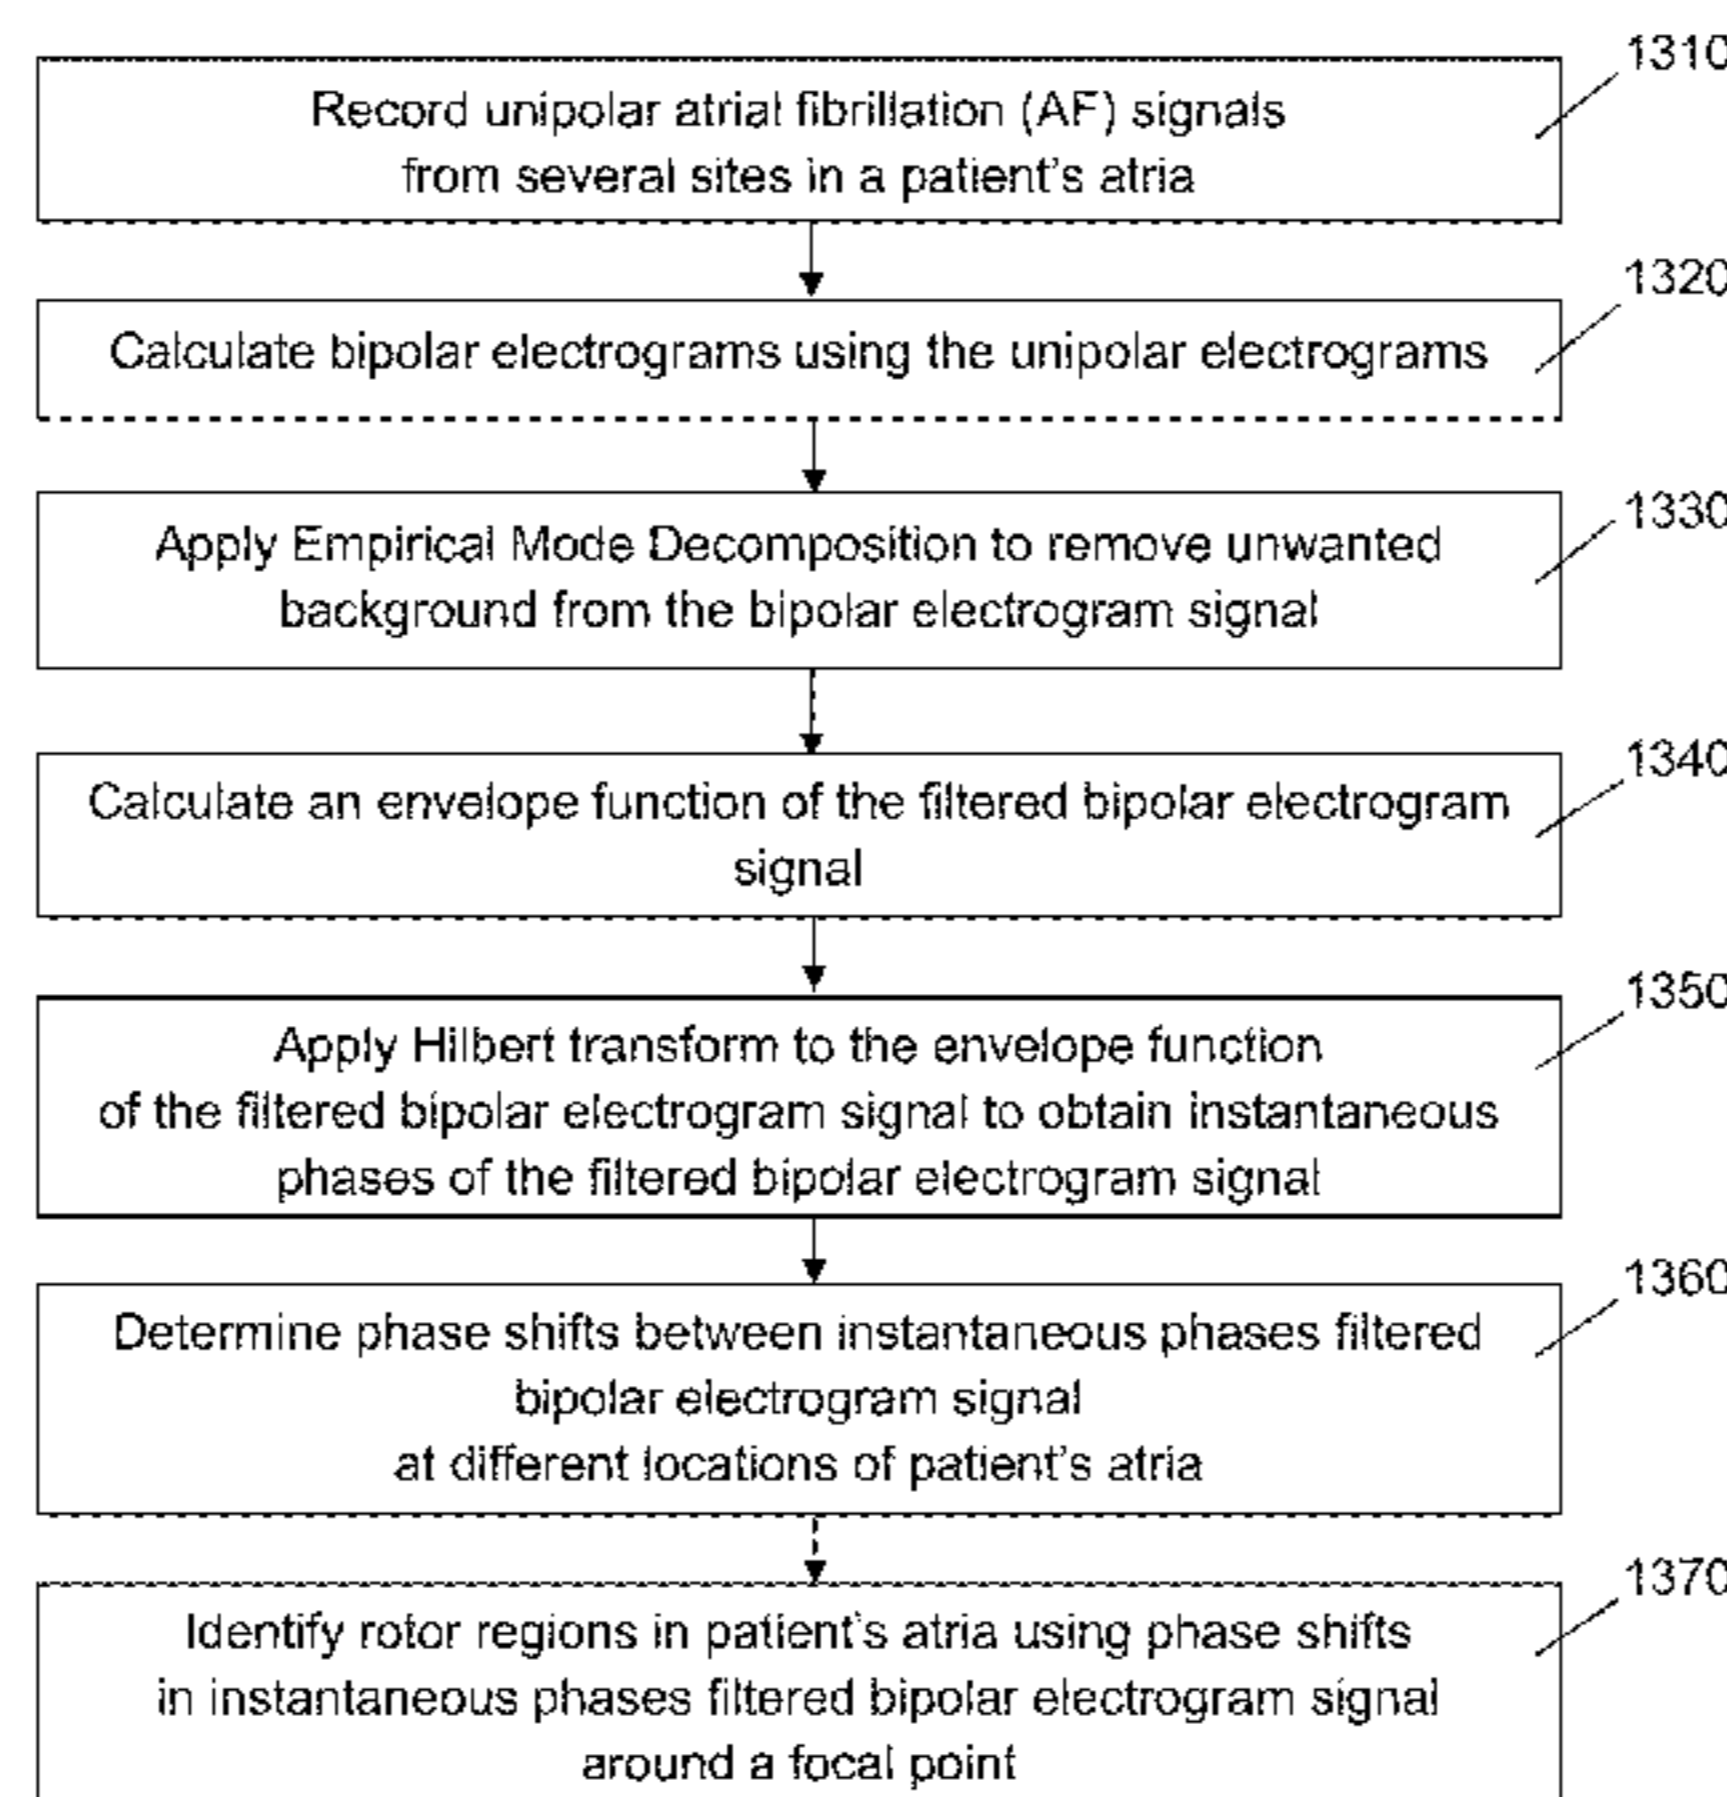 1310
Record unipolar atrial fibrillation (AF) signals
from several sites in a patient's atria
1320
Calculate bipolar electrograms using the unipolar electrograms
1330
Apply Empirical Mode Decomposition to remove unwanted
background from the bipolar electrogram signal
1340
Calculate an envelope function of the filtered bipolar electrogram
signal
1350
Apply Hilbert transform to the envelope function
of the filtered bipolar electrogram signal to obtain instantaneous
phases of the filtered bipolar electrogram signal
1360
Determine phase shifts between instantaneous phases filtered
bipolar electrogram signal
at different locations of patient's atria
1370
Identify rotor regions in patient's atria using phase shifts
in instantaneous phases filtered bipolar electrogram signal
around a focal point